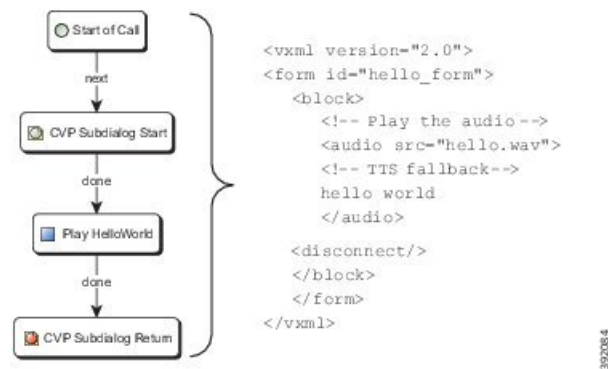 Start of Call
next
CVP Subdialog Start
done
Play HelloWorld
done
CVP Subdialog Return
<vxml version="2.0">
<form id="hello_form">
<block>
<!-- Play the audio -->
<audio src="hello.wav">
<!-- TTS fallback-->
hello world
</audio>
<disconnect/>
</block>
</form>
</vxml>
392084